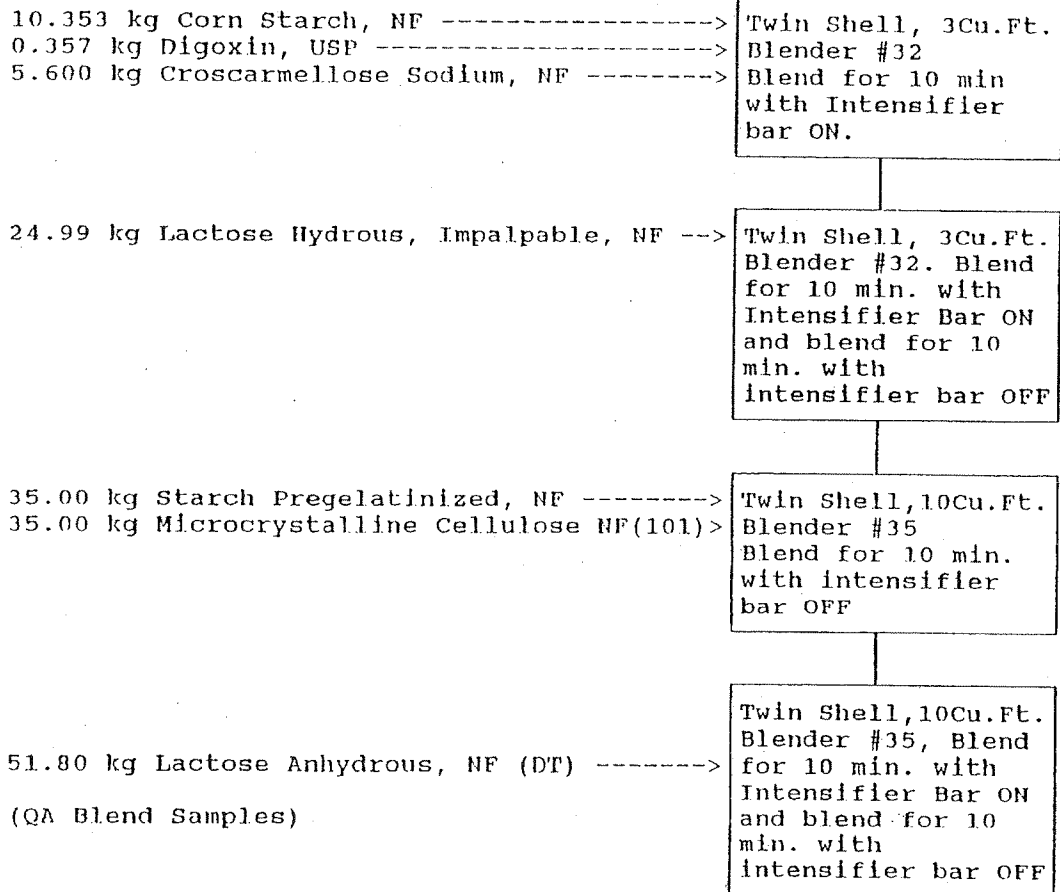 10.353 kg Corn Starch, NF ----------------->
0.357 kg Digoxin, USP --------------------->
5.600 kg Croscarmellose Sodium, NF -------->
Twin Shell, 3Cu.Ft.
Blender #32
Blend for 10 min
with Intensifier
bar ON.
24.99 kg Lactose Hydrous, Impalpable, NF -->
Twin Shell, 3Cu.Ft.
Blender #32. Blend
for 10 min. with
Intensifier Bar ON
and blend for 10
min. with
intensifier bar OFF
35.00 kg Starch Pregelatinized, NF -------->
35.00 kg Microcrystalline Cellulose NF(101)>
Twin Shell,10Cu.Ft.
Blender #35
Blend for 10 min.
with intensifier
bar OFF
51.80 kg Lactose Anhydrous, NF (DT) ------->
(QA Blend Samples)
Twin Shell,10Cu.Ft.
Blender #35, Blend
for 10 min. with
Intensifier Bar ON
and blend for 10
min. with
intensifier bar OFF